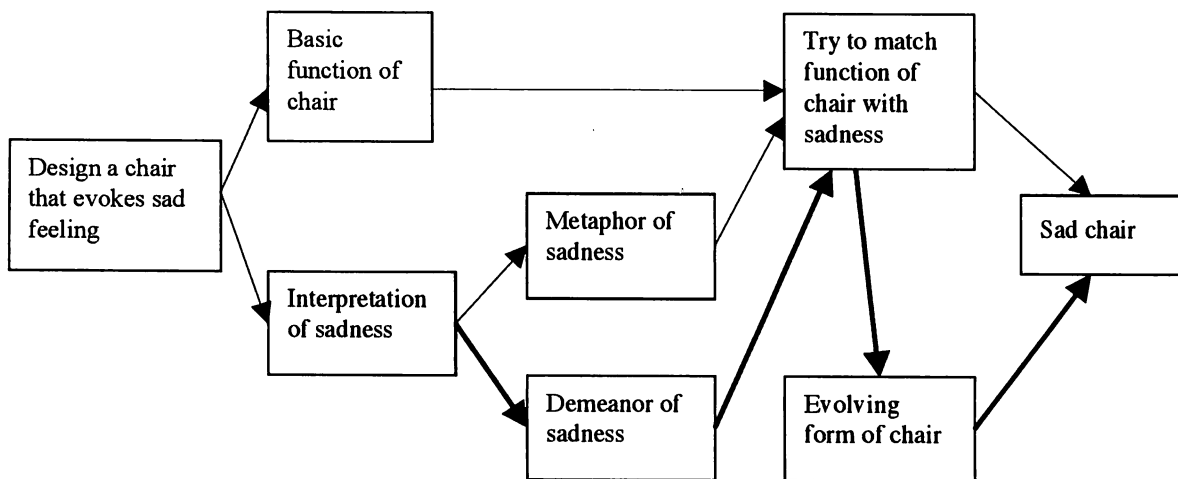 Design a chair
that evokes sad
feeling
Basic
function of
chair
Interpretation
of sadness
Metaphor of
sadness
Demeanor of
sadness
Try to match
function of
chair with
sadness
Evolving
form of chair
Sad chair